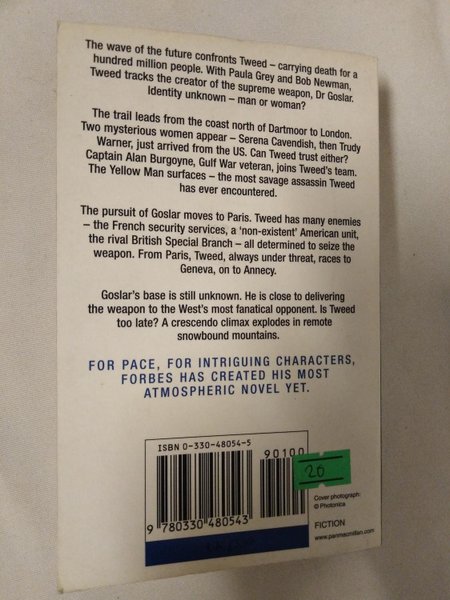 The wave of the future confronts Tweed – carrying death for a
hundred million people. With Paula Grey and Bob Newman,
Tweed tracks the creator of the supreme weapon, Dr Goslar.
Identity unknown – man or woman?
The trail leads from the coast north of Dartmoor to London.
Two mysterious women appear – Serena Cavendish, then Trudy
Warner, just arrived from the US. Can Tweed trust either?
Captain Alan Burgoyne, Gulf War veteran, joins Tweed's team.
The Yellow Man surfaces – the most savage assassin Tweed
has ever encountered.
The pursuit of Goslar moves to Paris. Tweed has many enemies
– the French security services, a 'non-existent' American unit,
the rival British Special Branch – all determined to seize the
weapon. From Paris, Tweed, always under threat, races to
Geneva, on to Annecy.
Goslar's base is still unknown. He is close to delivering
the weapon to the West's most fanatical opponent. Is Tweed
too late? A crescendo climax explodes in remote
snowbound mountains.
FOR PACE, FOR INTRIGUING CHARACTERS,
FORBES HAS CREATED HIS MOST
ATMOSPHERIC NOVEL YET.
ISBN 0-330-48054-5
90100
20
9 780330 480543
Cover photograph:
© Photonica
FICTION
www.panmacmillan.com